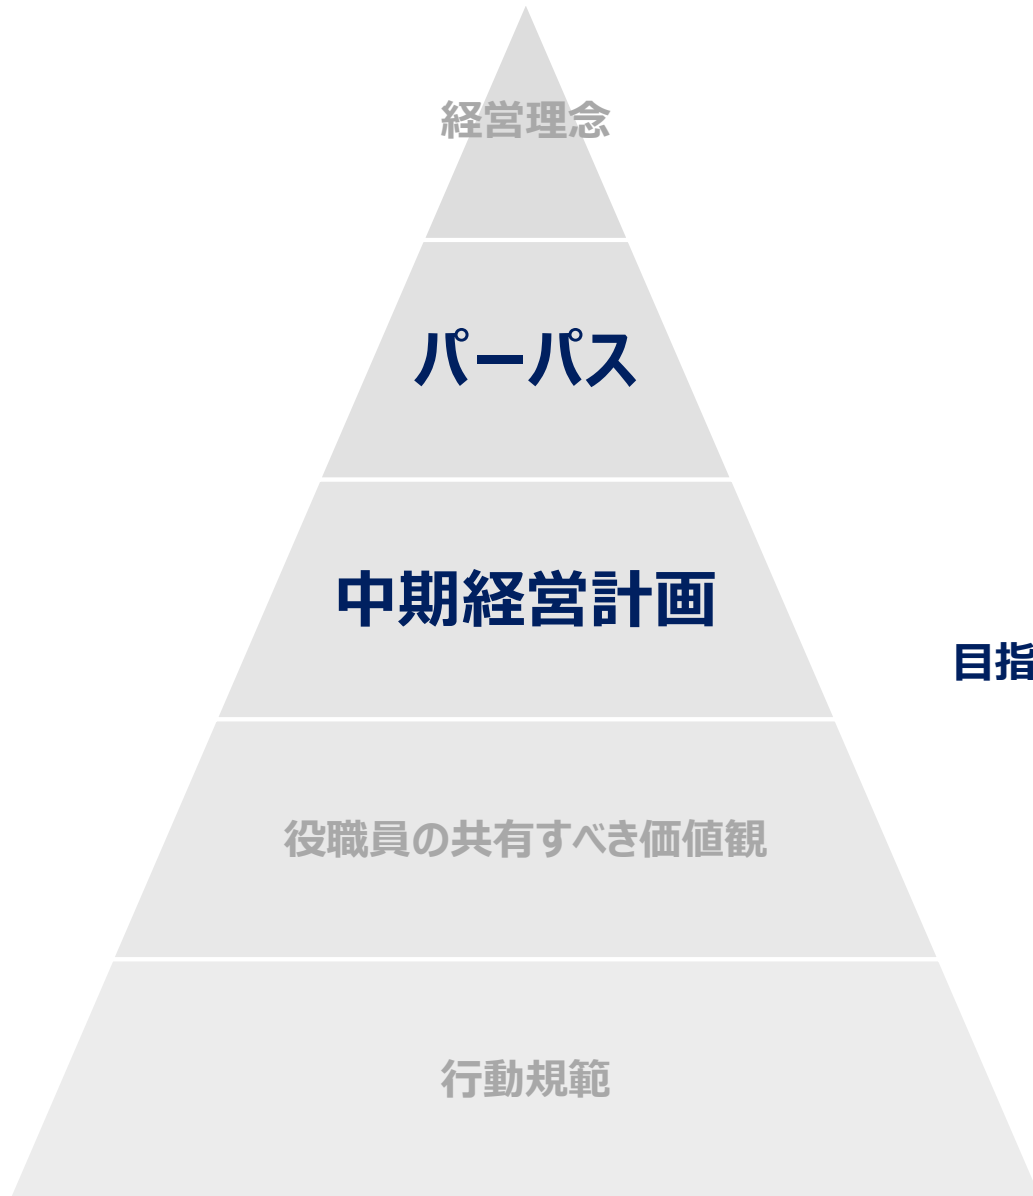 経営理念
パーパス
中期経営計画
目指
役職員の共有すべき価値観
行動規範